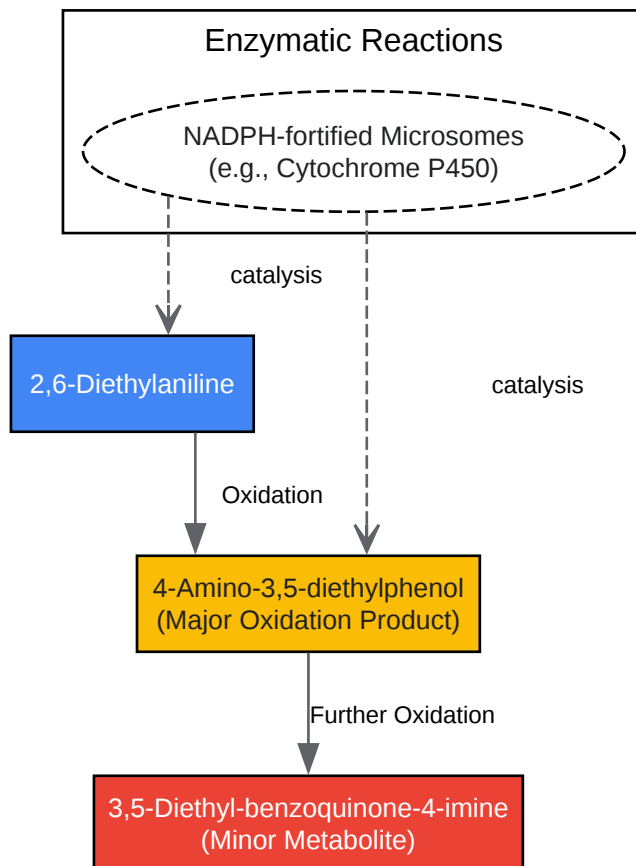 Enzymatic Reactions
NADPH-fortified Microsomes
(e.g., Cytochrome P450)
catalysis
2,6-Diethylaniline
catalysis
Oxidation
4-Amino-3,5-diethylphenol
(Major Oxidation Product)
Further Oxidation
3,5-Diethyl-benzoquinone-4-imine
(Minor Metabolite)